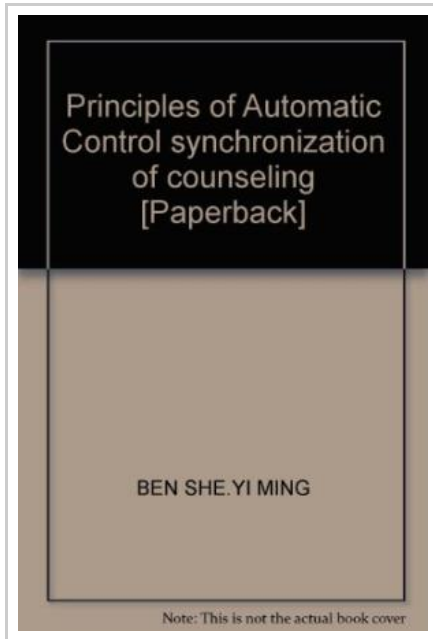 Principles of Automatic
Control synchronization
of counseling
[Paperback]
BEN SHE.YI MING
Note: This is not the actual book cover